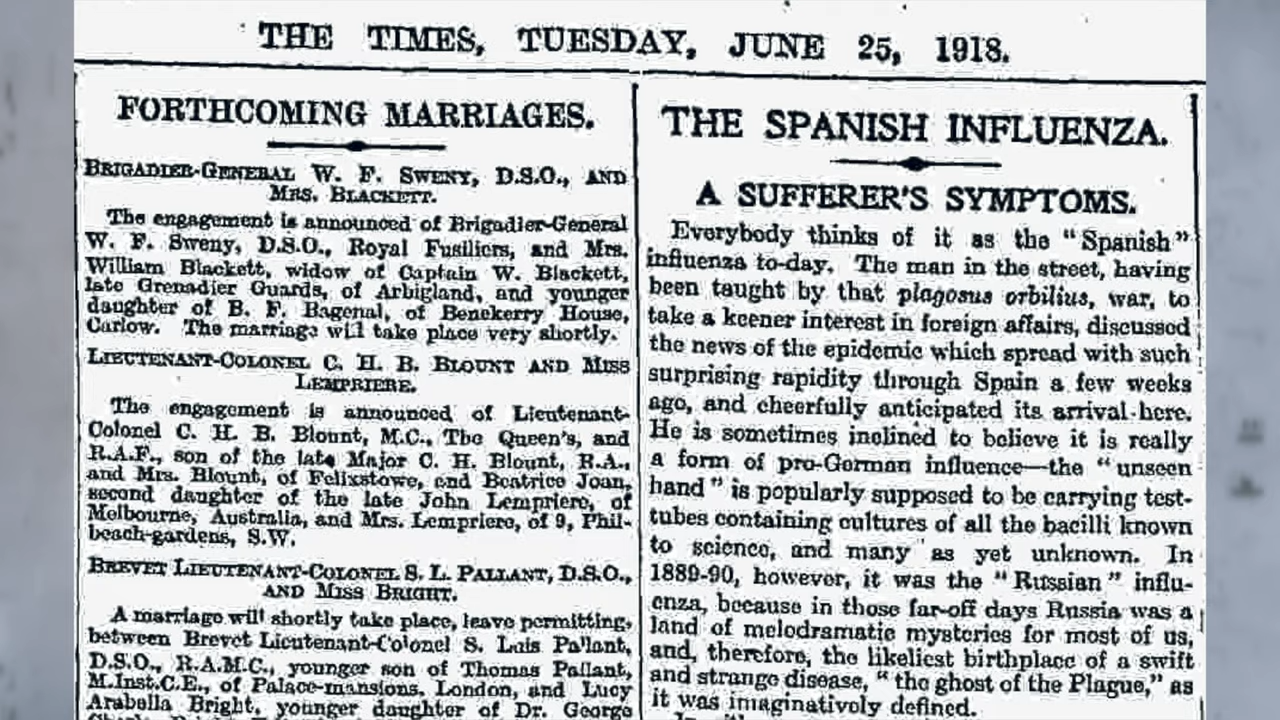 THE TIMES, TUESDAY, JUNE 25, 1918.
FORTHCOMING MARRIAGES.
BRIGADIER-GENERAL W. F. SWENY, D.S.O., AND
MRS. BLACKETT.
The engagement is announced of Brigadier-General
W. F. Sweny, D.S.O., Royal Fusiliers, and Mrs.
William Blackett, widow of Captain W. Blackett,
late Grenadier Guards, of Arbigland, and younger
daughter of B. F. Bagenal, of Benekerry House,
Carlow. The marriage will take place very shortly.
LIEUTENANT-COLONEL C. H. B. BLOUNT AND MISS
LEMPRIERE.
The engagement is announced of Lieutenant-
Colonel C. H. B. Blount, M.C., The Queen's, and
R.A.F., son of the late Major C. H. Blount, R.A.,
and Mrs. Blount, of Felixstowe, and Beatrice Joan,
second daughter of the late John Lempriere, of
Melbourne, Australia, and Mrs. Lempriere, of 9, Phil-
beach-gardens, S.W.
BREVET LIEUTENANT-COLONEL S. L. PALLANT, D.S.O.,
AND MISS BRIGHT.
A marriage will shortly take place, leave permitting,
between Brevet Lieutenant-Colonel S. Luis Pallant,
D.S.O., R.A.M.C., younger son of Thomas Pallant,
M.Inst.C.E., of Palace-mansions, London, and Lucy
Arabella Bright, younger daughter of Dr. George
THE SPANISH INFLUENZA.
A SUFFERER'S SYMPTOMS.
Everybody thinks of it as the "Spanish"
influenza to-day. The man in the street, having
been taught by that plagosus orbilius, war, to
take a keener interest in foreign affairs, discussed
the news of the epidemic which spread with such
surprising rapidity through Spain a few weeks
ago, and cheerfully anticipated its arrival here.
He is sometimes inclined to believe it is really
a form of pro-German influence—the "unseen
hand" is popularly supposed to be carrying test-
tubes containing cultures of all the bacilli known
to science, and many as yet unknown. In
1889-90, however, it was the "Russian" influ-
enza, because in those far-off days Russia was a
land of melodramatic mysteries for most of us,
and, therefore, the likeliest birthplace of a swift
and strange disease, "the ghost of the Plague," as
it was imaginatively defined.